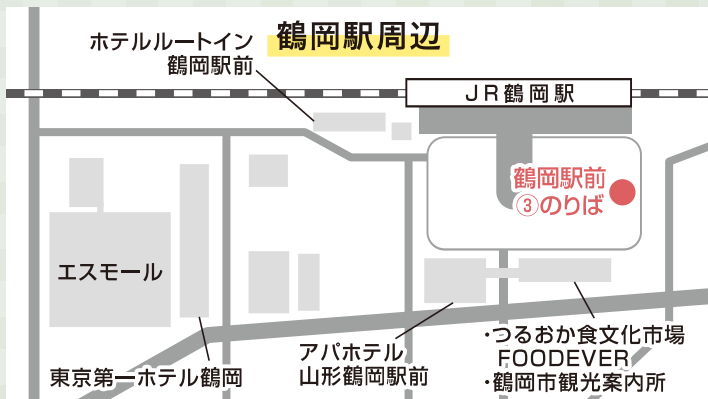 鶴岡駅周辺
ホテルルートイン
鶴岡駅前
JR鶴岡駅
鶴岡駅前
③のりば
エスモール
東京第一ホテル鶴岡
アパホテル
山形鶴岡駅前
・つるおか食文化市場
FOODEVER
・鶴岡市観光案内所